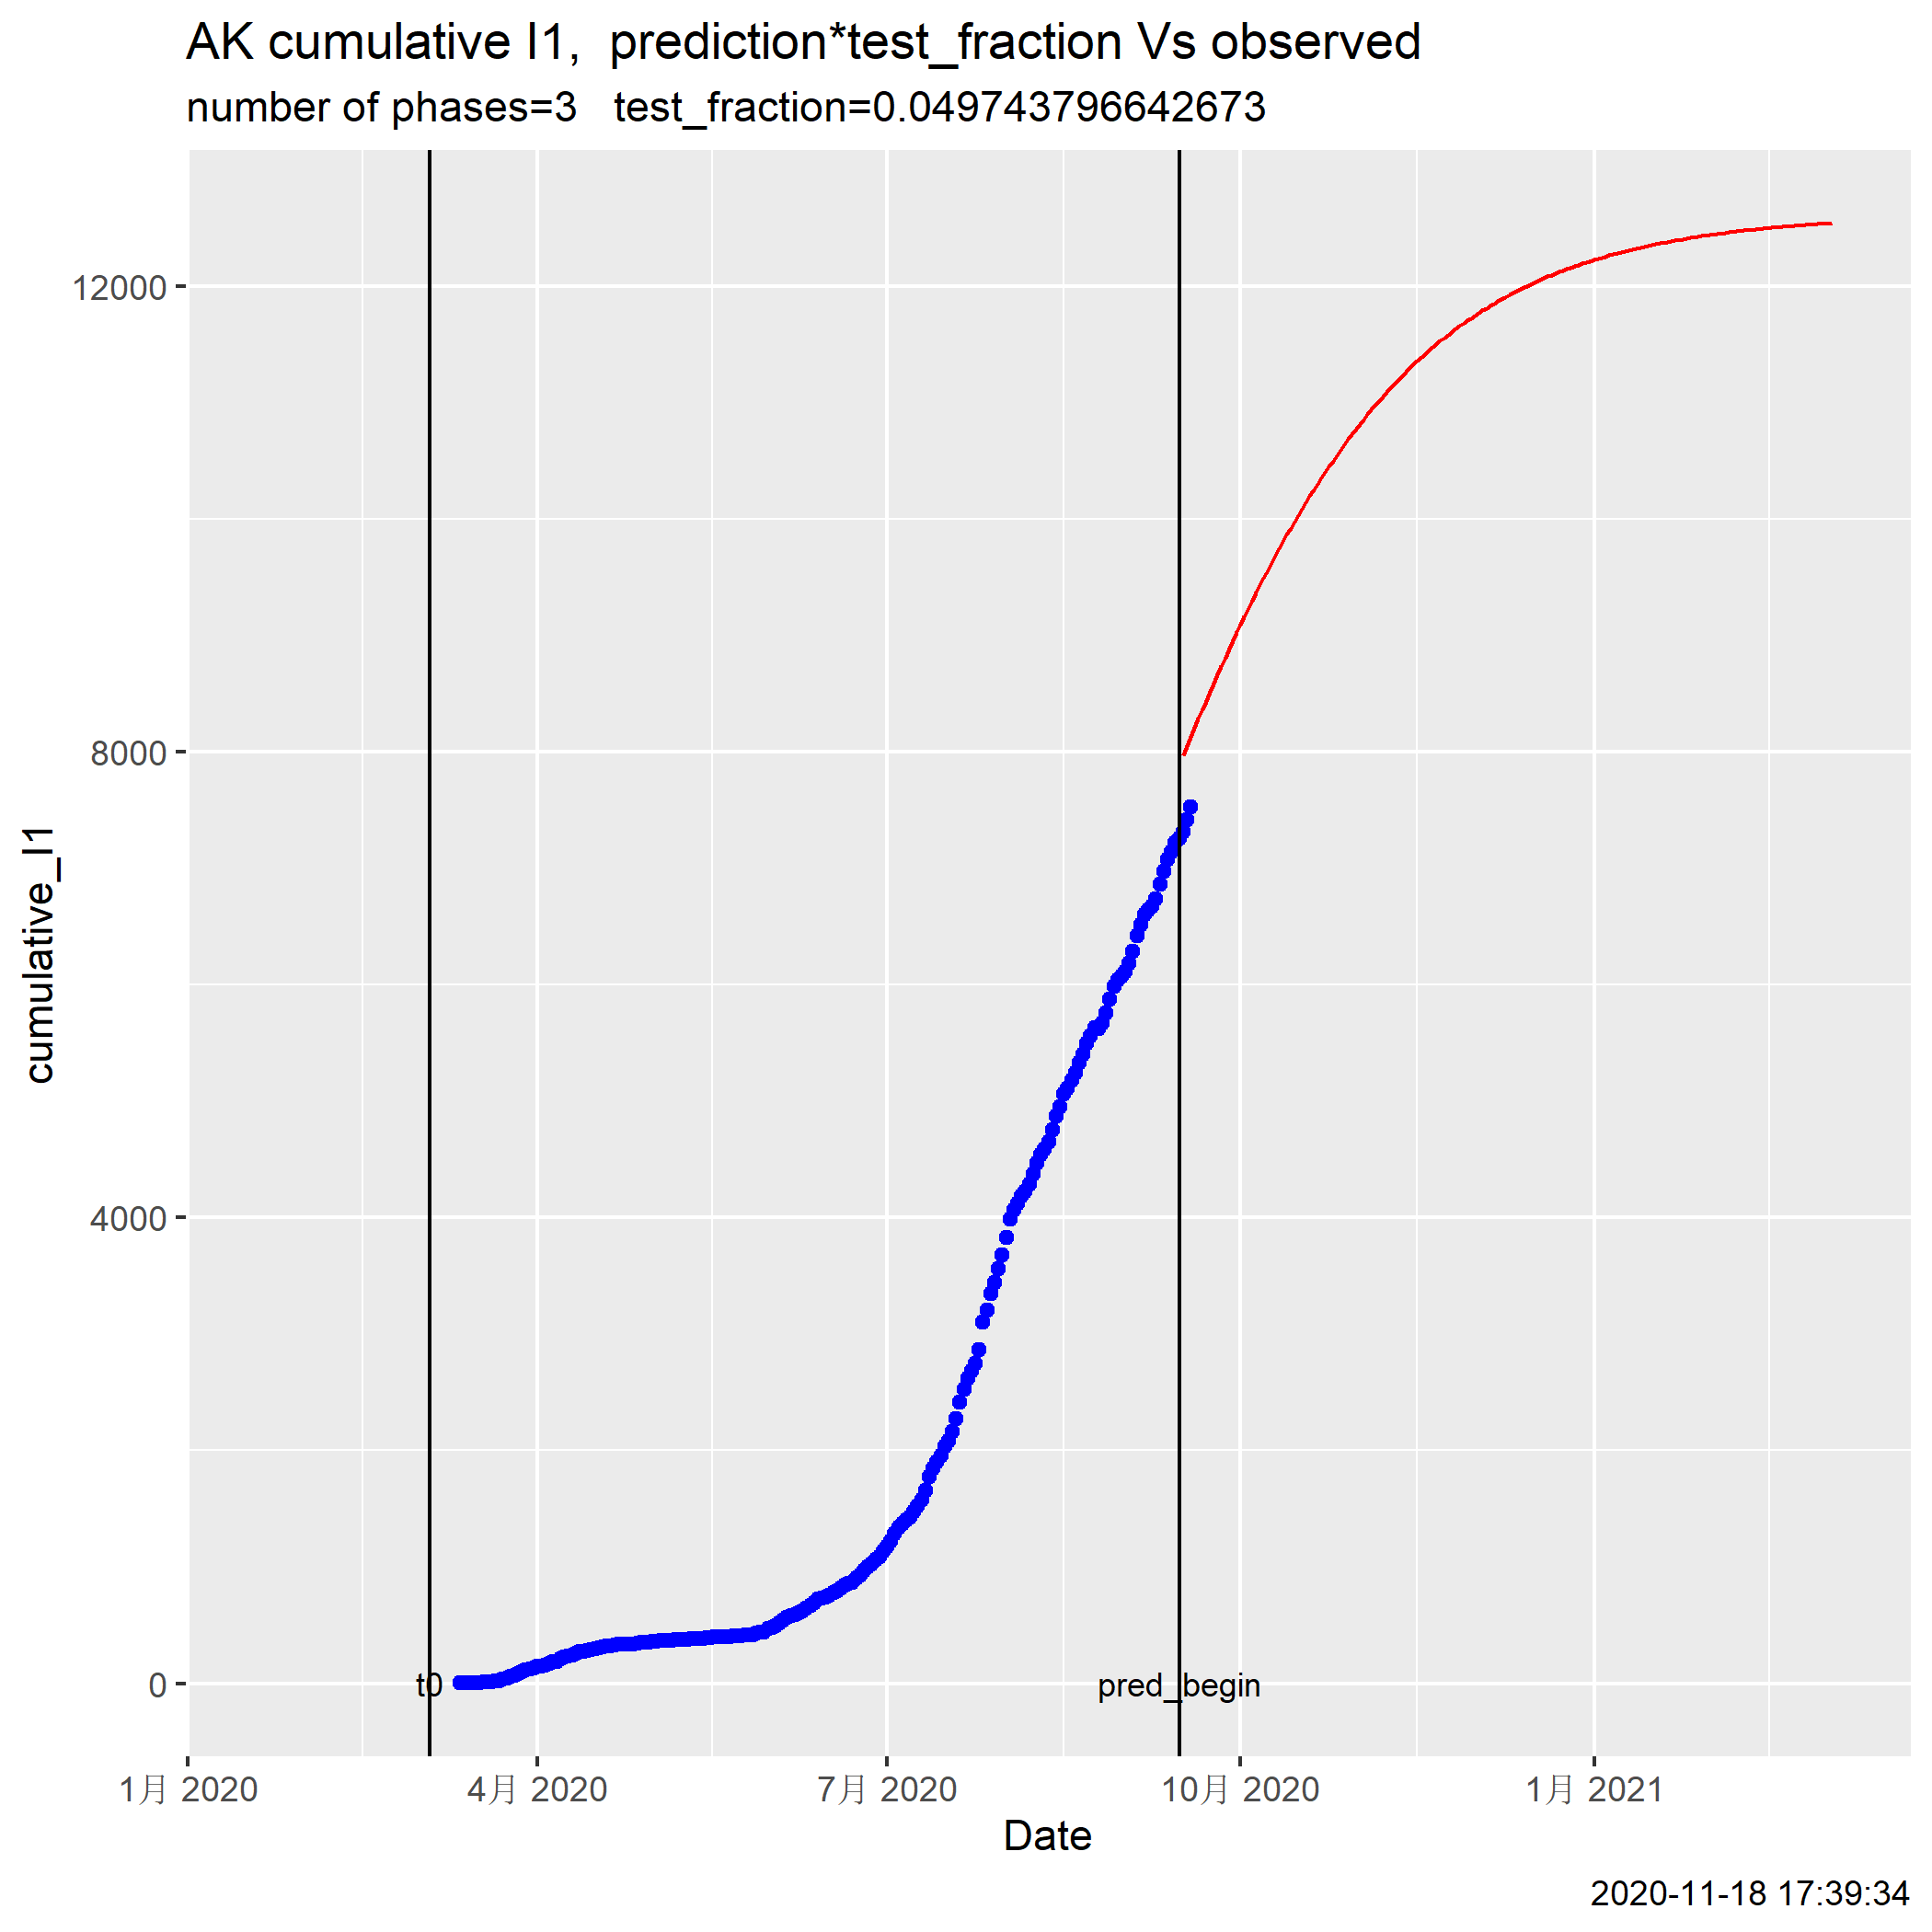 AK cumulative I1,  prediction*test_fraction Vs observed
number of phases=3   test_fraction=0.049743796642673
12000
8000
4000
0
cumulative_I1
t0
pred_begin
1月 2020
4月 2020
7月 2020
10月 2020
1月 2021
Date
2020-11-18 17:39:34